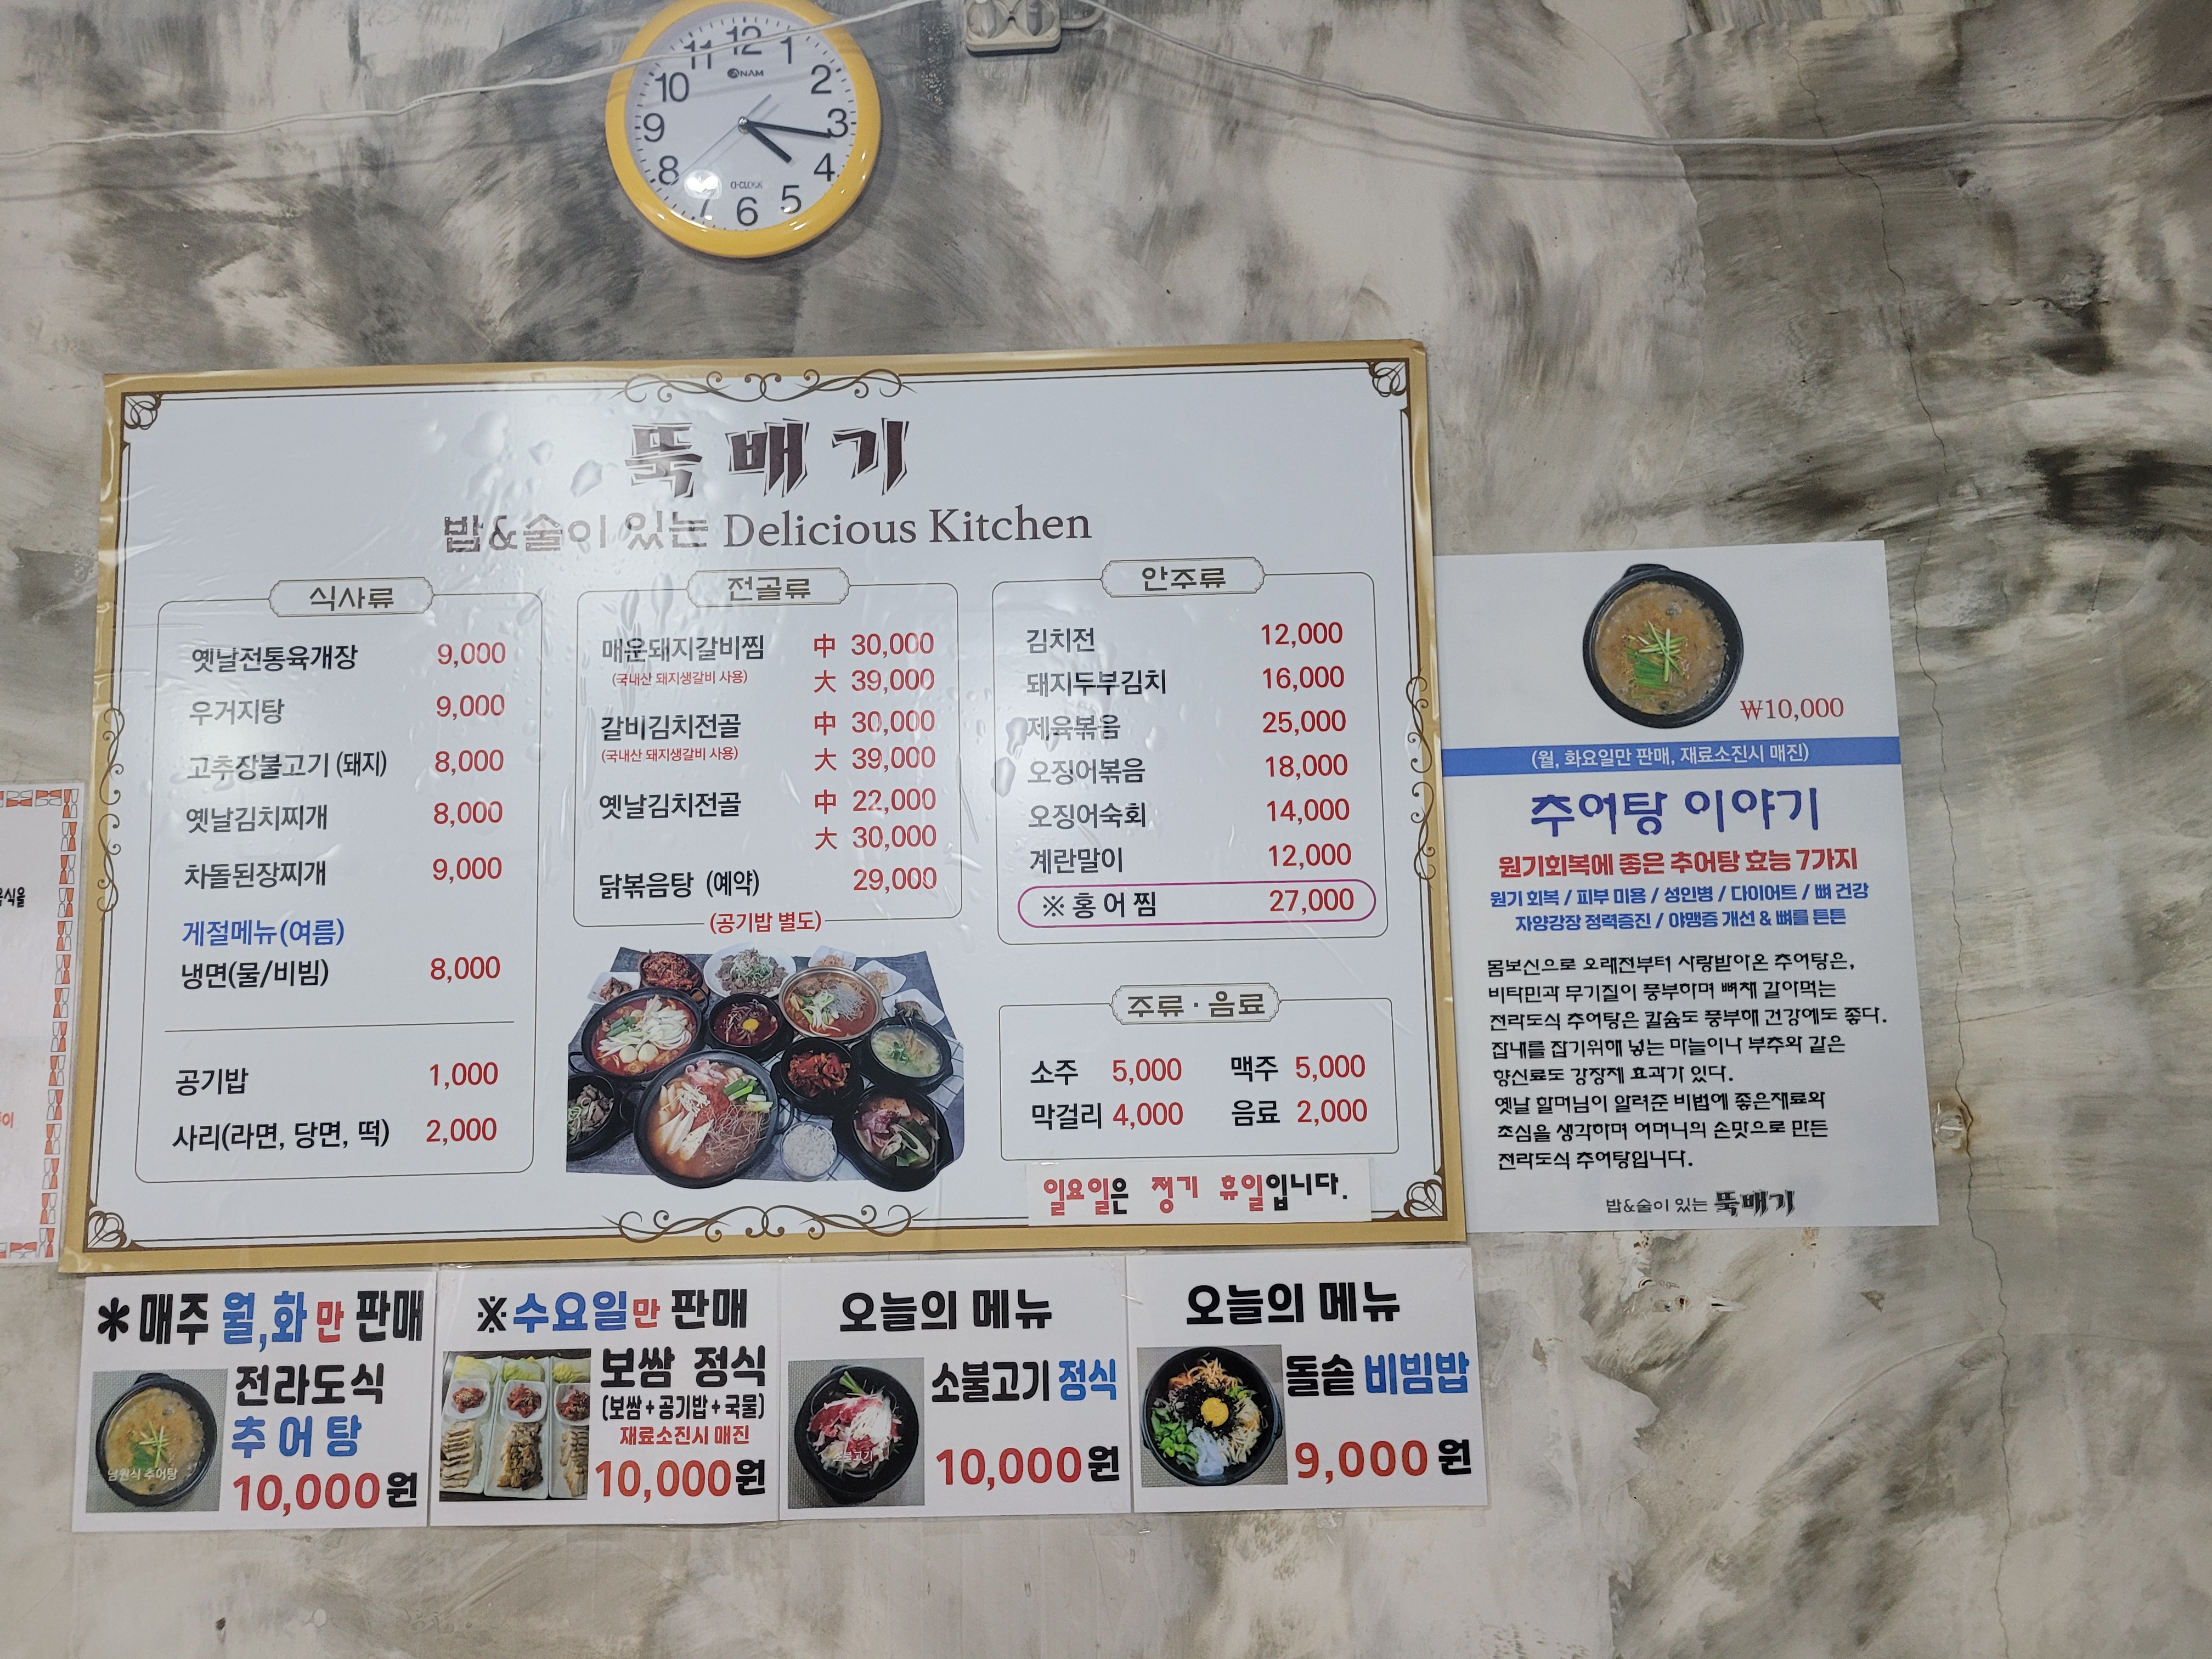 12
11
1
10
2
9
3
8
4
7
5
6
ANAM
뚝배기
밥&술이 있는 Delicious Kitchen
식사류
옛날전통육개장 9,000
우거지탕 9,000
고추장불고기 (돼지) 8,000
옛날김치찌개 8,000
차돌된장찌개 9,000
게절메뉴(여름)
냉면(물/비빔) 8,000
공기밥 1,000
사리(라면, 당면, 떡) 2,000
전골류
매운돼지갈비찜 中 30,000
(국내산 돼지생갈비 사용) 大 39,000
갈비김치전골 中 30,000
(국내산 돼지생갈비 사용) 大 39,000
옛날김치전골 中 22,000
大 30,000
닭볶음탕 (예약) 29,000
(공기밥 별도)
안주류
김치전 12,000
돼지두부김치 16,000
제육볶음 25,000
오징어볶음 18,000
오징어숙회 14,000
계란말이 12,000
※ 홍 어 찜 27,000
주류 · 음료
소주 5,000 맥주 5,000
막걸리 4,000 음료 2,000
일요일은 정기 휴일입니다.
₩10,000
(월, 화요일만 판매, 재료소진시 매진)
추어탕 이야기
원기회복에 좋은 추어탕 효능 7가지
원기 회복 / 피부 미용 / 성인병 / 다이어트 / 뼈 건강
자양강장 정력증진 / 야맹증 개선 & 뼈를 튼튼
몸보신으로 오래전부터 사랑받아온 추어탕은,
비타민과 무기질이 풍부하며 뼈채 갈아먹는
전라도식 추어탕은 칼슘도 풍부해 건강에도 좋다.
잡내를 잡기위해 넣는 마늘이나 부추와 같은
향신료도 강장제 효과가 있다.
옛날 할머님이 알려준 비법에 좋은재료와
초심을 생각하며 어머니의 손맛으로 만든
전라도식 추어탕입니다.
밥&술이 있는 뚝배기
*매주 월,화만 판매
전라도식
추어탕
남원식 추어탕
10,000원
※수요일만 판매
보쌈 정식
(보쌈+공기밥+국물)
재료소진시 매진
10,000원
오늘의 메뉴
소불고기 정식
10,000원
오늘의 메뉴
돌솥 비빔밥
9,000원